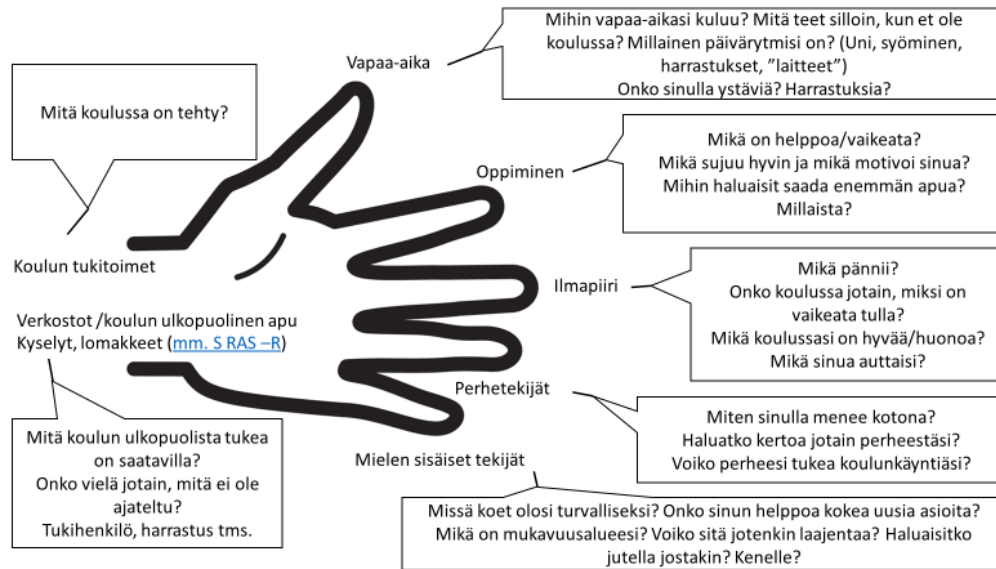 Mihin vapaa-aikasi kuluu? Mitä teet silloin, kun et ole
koulussa? Millainen päivärytmisi on? (Uni, syöminen,
harrastukset, ”laitteet”)
Onko sinulla ystäviä? Harrastuksia?
Vapaa-aika
Mitä koulussa on tehty?
Mikä on helppoa/vaikeata?
Mikä sujuu hyvin ja mikä motivoi sinua?
Mihin haluaisit saada enemmän apua?
Millaista?
Oppiminen
Koulun tukitoimet
Ilmapiiri
Mikä pännii?
Onko koulussa jotain, miksi on
vaikeata tulla?
Mikä koulussasi on hyvää/huonoa?
Mikä sinua auttaisi?
Verkostot /koulun ulkopuolinen apu
Kyselyt, lomakkeet (mm. S RAS –R)
Perhetekijät
Miten sinulla menee kotona?
Haluatko kertoa jotain perheestäsi?
Voiko perheesi tukea koulunkäyntiäsi?
Mitä koulun ulkopuolista tukea
on saatavilla?
Onko vielä jotain, mitä ei ole
ajateltu?
Tukihenkilö, harrastus tms.
Mielen sisäiset tekijät
Missä koet olosi turvalliseksi? Onko sinun helppoa kokea uusia asioita?
Mikä on mukavuusalueesi? Voiko sitä jotenkin laajentaa? Haluaisitko
jutella jostakin? Kenelle?